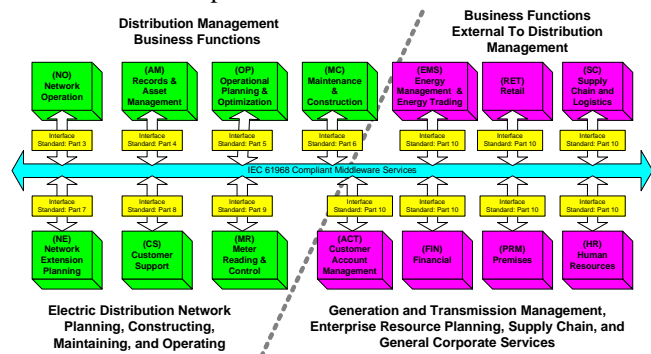 Distribution Management
Business Functions
Business Functions
External To Distribution
Management
(NO)
Network
Operation
(AM)
Records &
Asset
Management
(OP)
Operational
Planning &
Optimization
(MC)
Maintenance
&
Construction
(EMS)
Energy
Management &
Energy Trading
(RET)
Retail
(SC)
Supply
Chain and
Logistics
Interface
Standard: Part 3
Interface
Standard: Part 4
Interface
Standard: Part 5
Interface
Standard: Part 6
Interface
Standard: Part 10
Interface
Standard: Part 10
Interface
Standard: Part 10
IEC 61968 Compliant Middleware Services
Interface
Standard: Part 7
Interface
Standard: Part 8
Interface
Standard: Part 9
Interface
Standard: Part 10
Interface
Standard: Part 10
Interface
Standard: Part 10
Interface
Standard: Part 10
(NE)
Network
Extension
Planning
(CS)
Customer
Support
(MR)
Meter
Reading &
Control
(ACT)
Customer
Account
Management
(FIN)
Financial
(PRM)
Premises
(HR)
Human
Resources
Electric Distribution Network
Planning, Constructing,
Maintaining, and Operating
Generation and Transmission Management,
Enterprise Resource Planning, Supply Chain, and
General Corporate Services